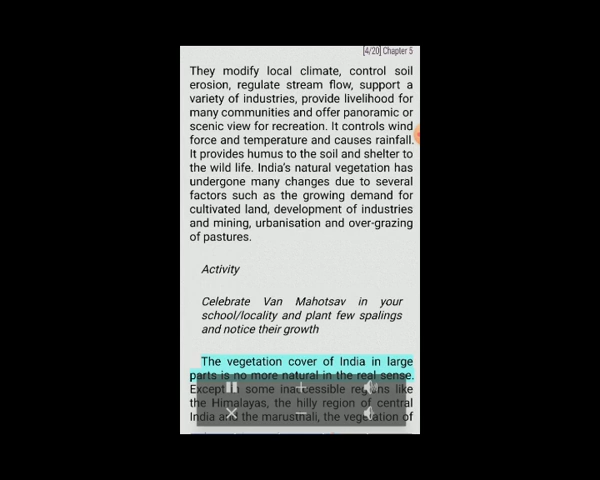 [4/20] Chapter 5
They modify local climate, control soil
erosion, regulate stream flow, support a
variety of industries, provide livelihood for
many communities and offer panoramic or
scenic view for recreation. It controls wind
force and temperature and causes rainfall.
It provides humus to the soil and shelter to
the wild life. India's natural vegetation has
undergone many changes due to several
factors such as the growing demand for
cultivated land, development of industries
and mining, urbanisation and over-grazing
of pastures.
Activity
Celebrate Van Mahotsav in your
school/locality and plant few spalings
and notice their growth
The vegetation cover of India in large
parts is no more natural in the real sense.
Except in some inaccessible regions like
the Himalayas, the hilly region of central
India and the marusthali, the vegetation of